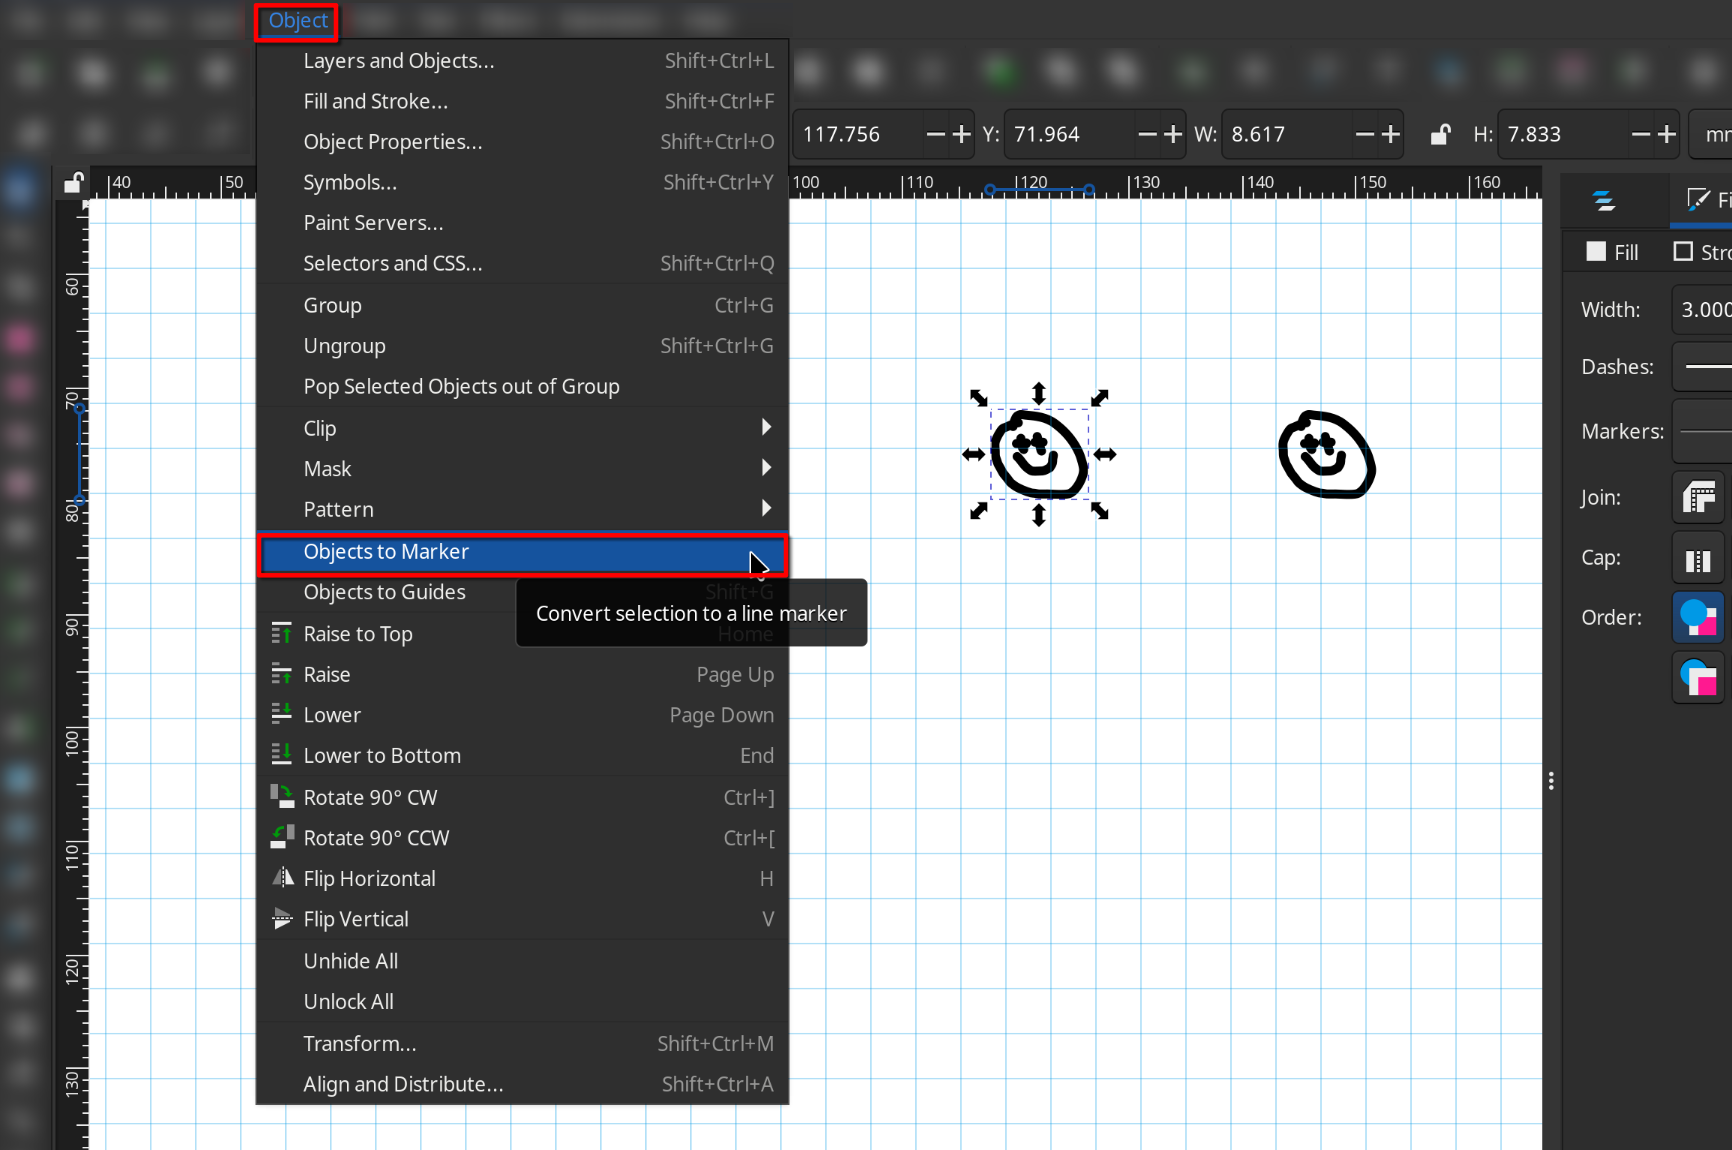 Object
Layers and Objects... Shift+Ctrl+L
Fill and Stroke... Shift+Ctrl+F
Object Properties... Shift+Ctrl+O
Symbols... Shift+Ctrl+Y
Paint Servers...
Selectors and CSS... Shift+Ctrl+Q
Group Ctrl+G
Ungroup Shift+Ctrl+G
Pop Selected Objects out of Group
Clip
Mask
Pattern
Objects to Marker
Objects to Guides Shift+G
Convert selection to a line marker
Raise to Top Home
Raise Page Up
Lower Page Down
Lower to Bottom End
Rotate 90° CW Ctrl+]
Rotate 90° CCW Ctrl+[
Flip Horizontal H
Flip Vertical V
Unhide All
Unlock All
Transform... Shift+Ctrl+M
Align and Distribute... Shift+Ctrl+A
117.756 Y: 71.964 W: 8.617 H: 7.833 mm
40 50 100 110 120 130 140 150 160
60
70
80
90
100
110
120
130
Fill
Width: 3.000
Dashes:
Markers:
Join:
Cap:
Order: